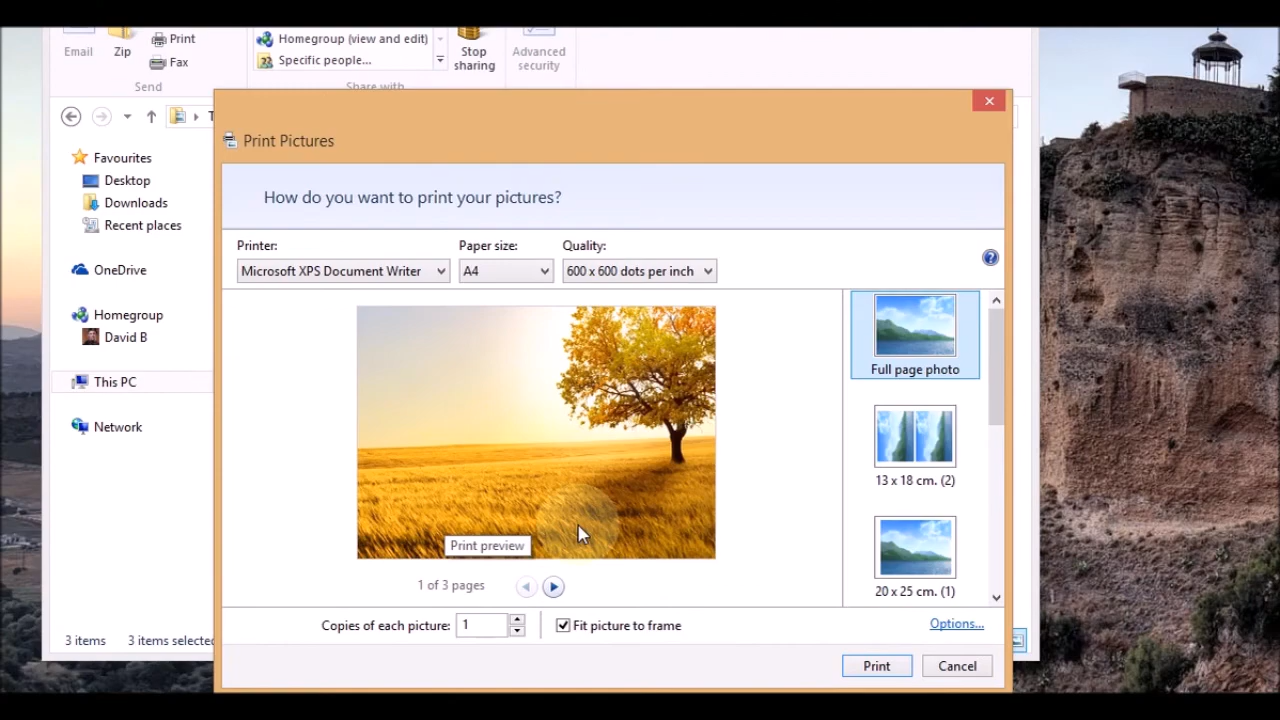 Email
Zip
Print
Fax
Send
Homegroup (view and edit)
Specific people...
Share with
Stop
sharing
Advanced
security
Print Pictures
How do you want to print your pictures?
Printer:
Paper size:
Quality:
Microsoft XPS Document Writer
A4
600 x 600 dots per inch
Favourites
Desktop
Downloads
Recent places
OneDrive
Homegroup
David B
This PC
Network
Full page photo
13 x 18 cm. (2)
20 x 25 cm. (1)
Print preview
1 of 3 pages
Copies of each picture:
1
Fit picture to frame
Options...
Print
Cancel
3 items
3 items selected